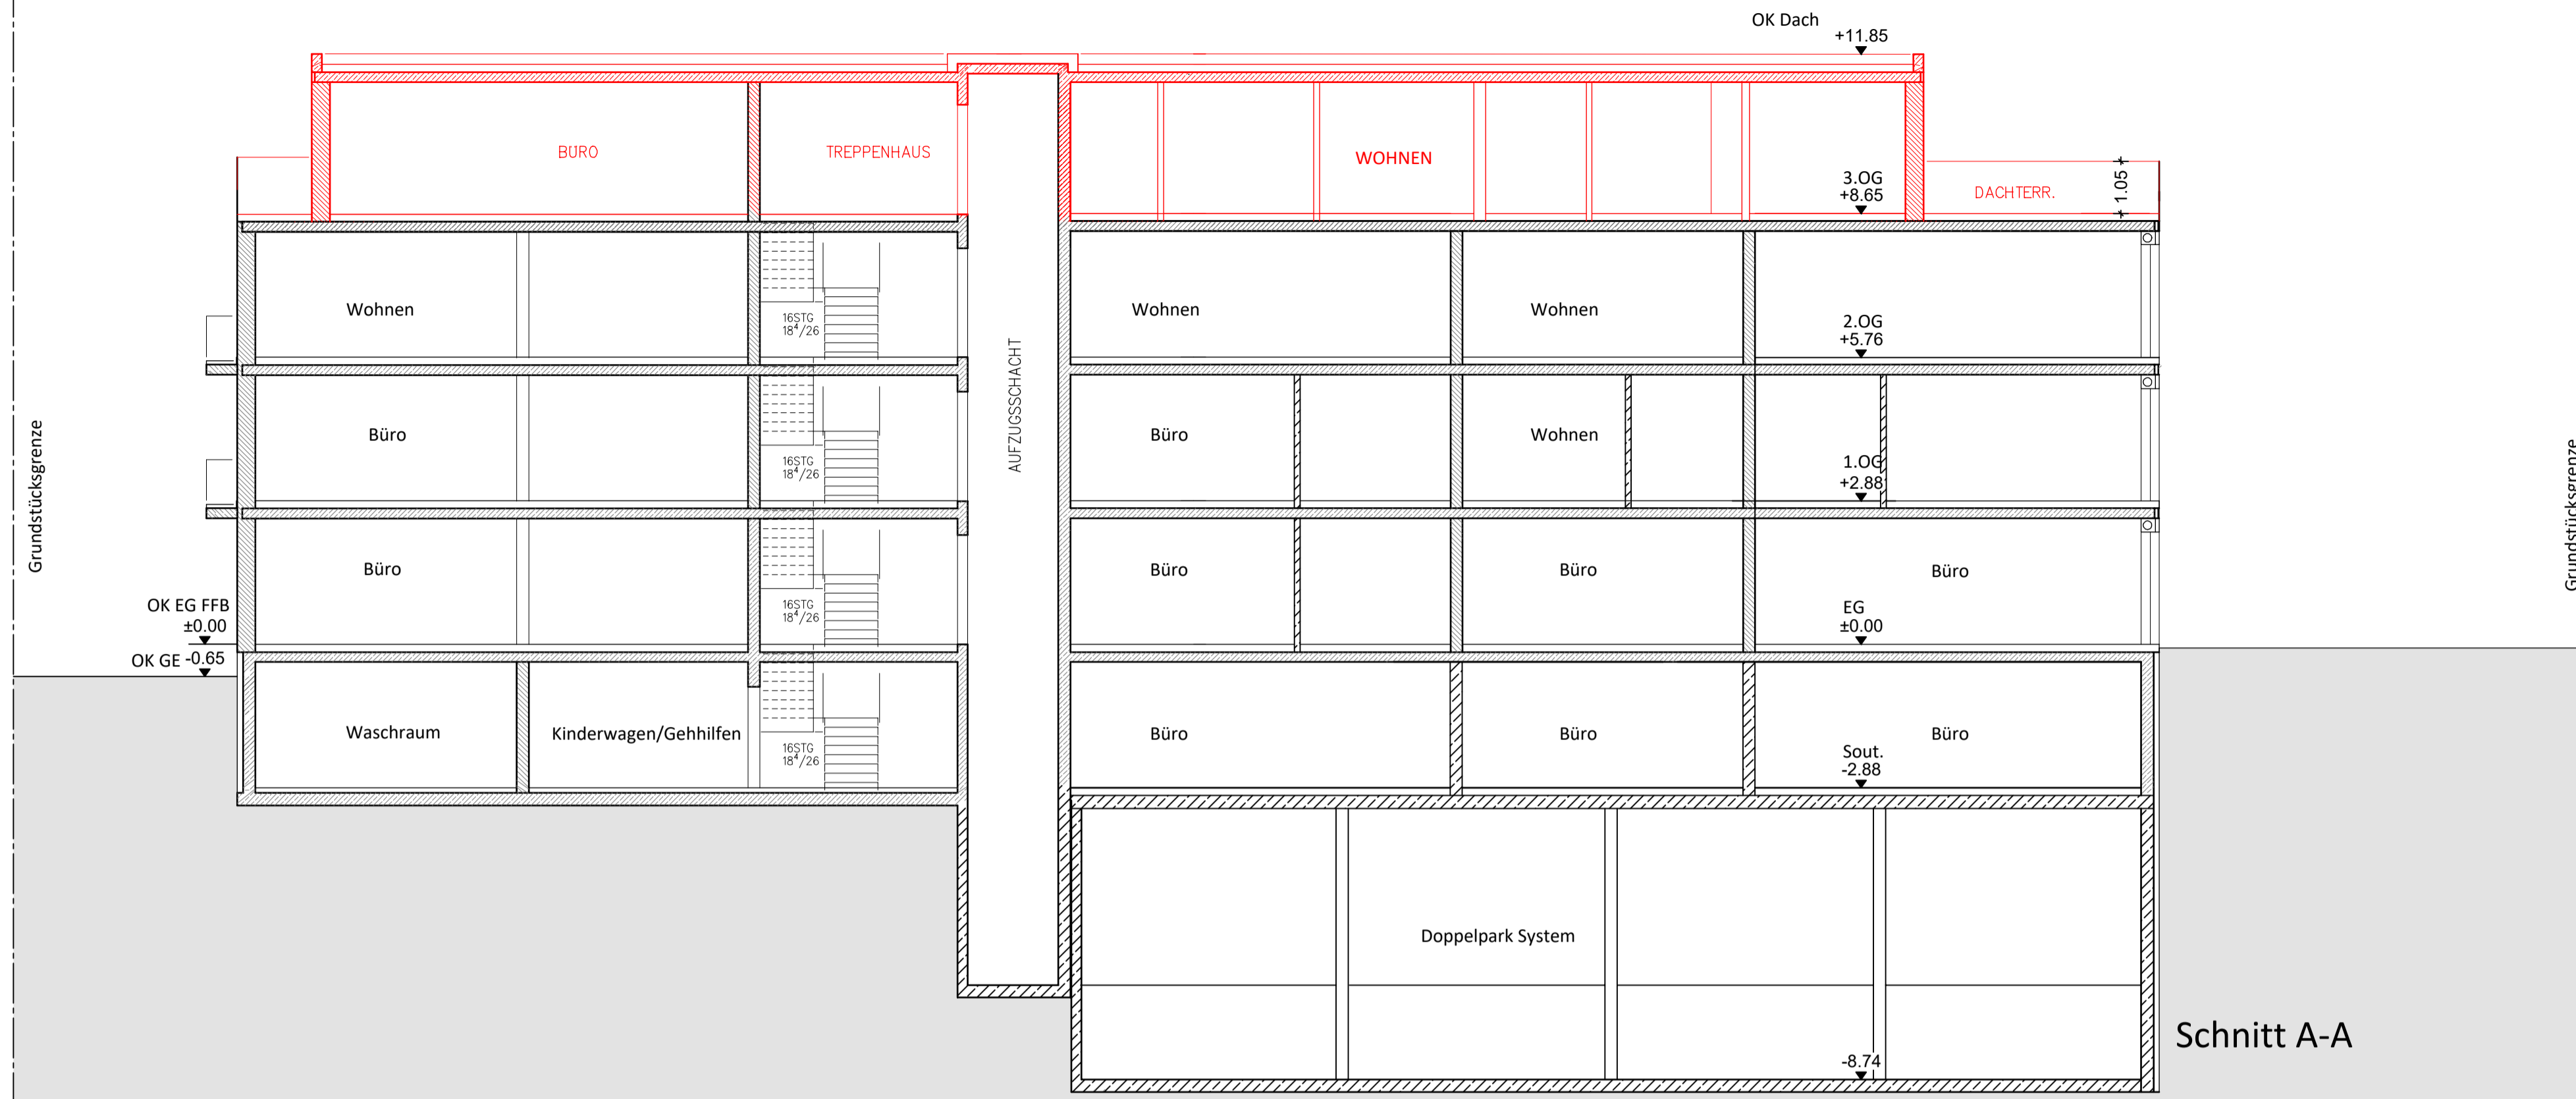 OK Dach
+11.85
BÜRO
TREPPENHAUS
WOHNEN
3.OG
+8.65
DACHTERR.
1.05
Wohnen
16STG
18⁴/26
Wohnen
Wohnen
2.OG
+5.76
AUFZUGSSCHACHT
Büro
16STG
18⁴/26
Büro
Wohnen
1.OG
+2.88
Grundstücksgrenze
Grundstücksgrenze
Büro
16STG
18⁴/26
Büro
Büro
Büro
OK EG FFB
±0.00
EG
±0.00
OK GE -0.65
Waschraum
Kinderwagen/Gehhilfen
16STG
18⁴/26
Büro
Büro
Büro
Sout.
-2.88
Doppelpark System
-8.74
Schnitt A-A